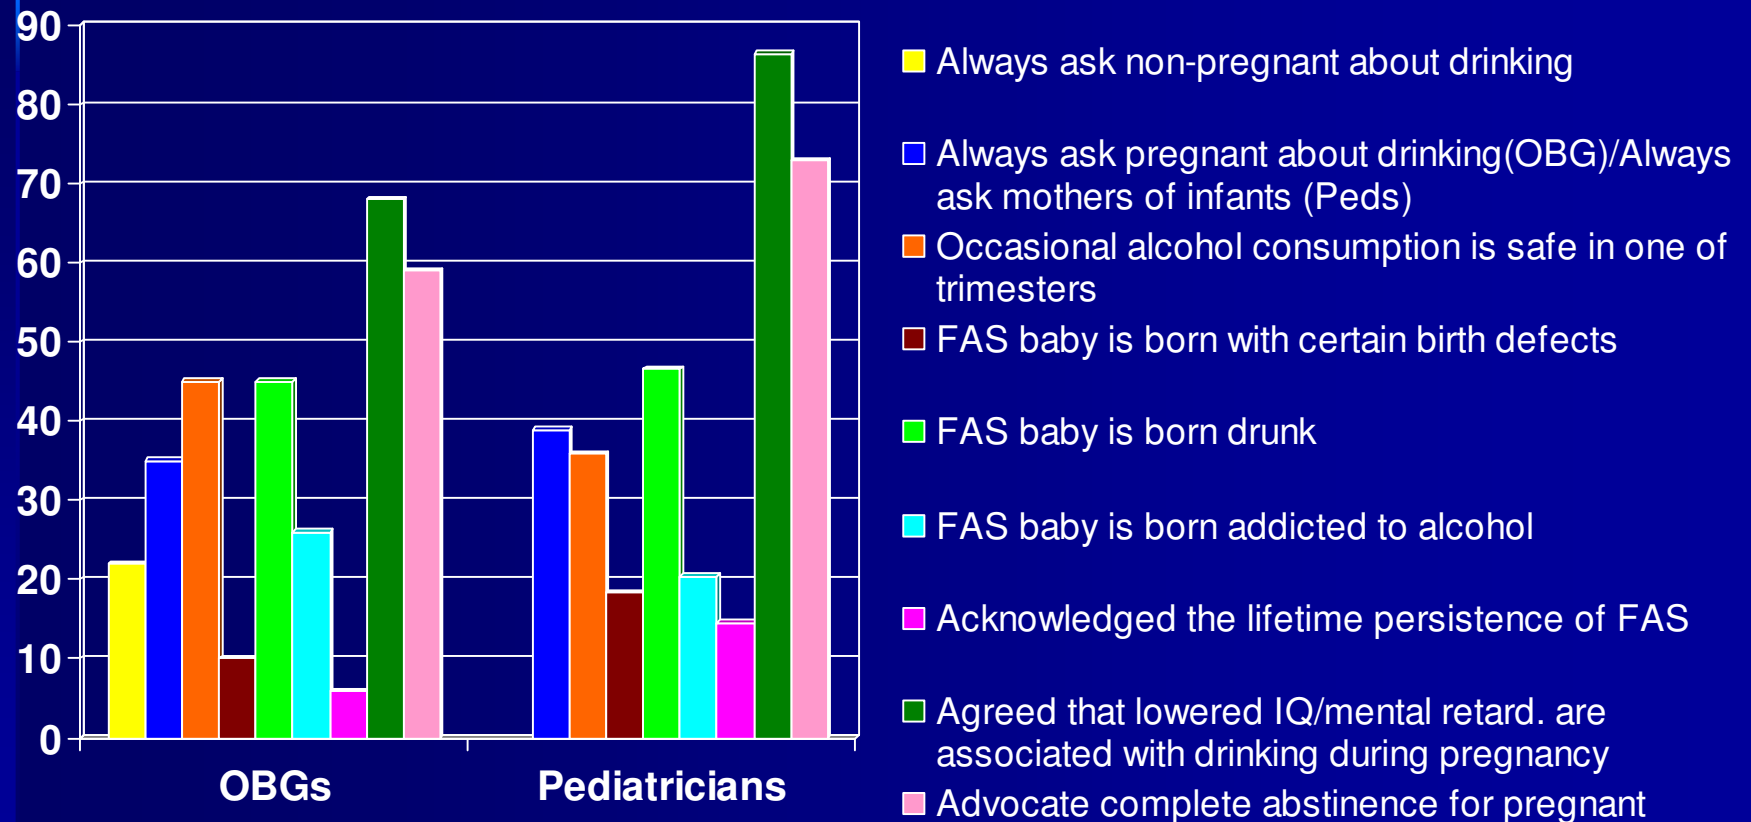 90
80
70
60
50
40
30
20
10
0
OBGs
Pediatricians
Always ask non-pregnant about drinking
Always ask pregnant about drinking(OBG)/Always
ask mothers of infants (Peds)
Occasional alcohol consumption is safe in one of
trimesters
FAS baby is born with certain birth defects
FAS baby is born drunk
FAS baby is born addicted to alcohol
Acknowledged the lifetime persistence of FAS
Agreed that lowered IQ/mental retard. are
associated with drinking during pregnancy
Advocate complete abstinence for pregnant